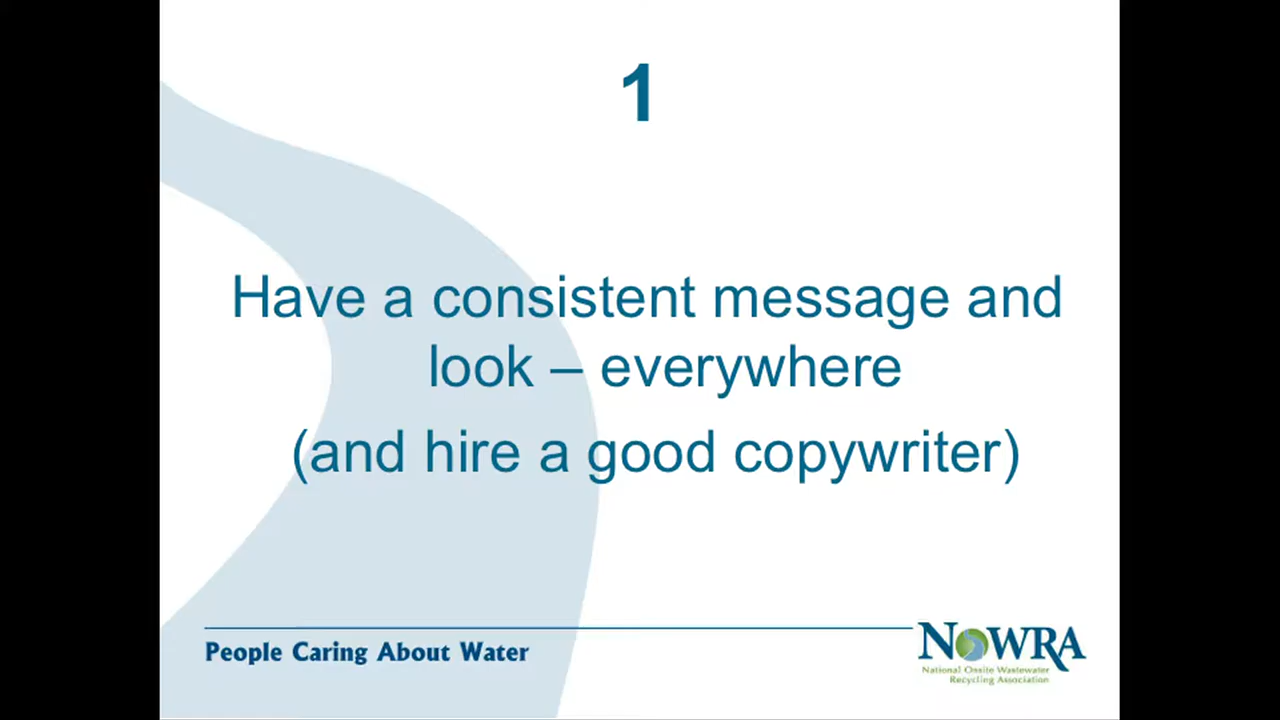 1
Have a consistent message and
look – everywhere
(and hire a good copywriter)
People Caring About Water
NOWRA
National Onsite Wastewater
Recycling Association